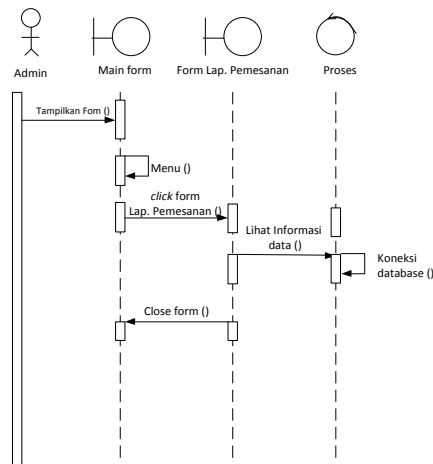 Admin
Main form
Form Lap. Pemesanan
Proses
Tampilkan Fom ()
Menu ()
click form
Lap. Pemesanan ()
Lihat Informasi
data ()
Koneksi
database ()
Close form ()